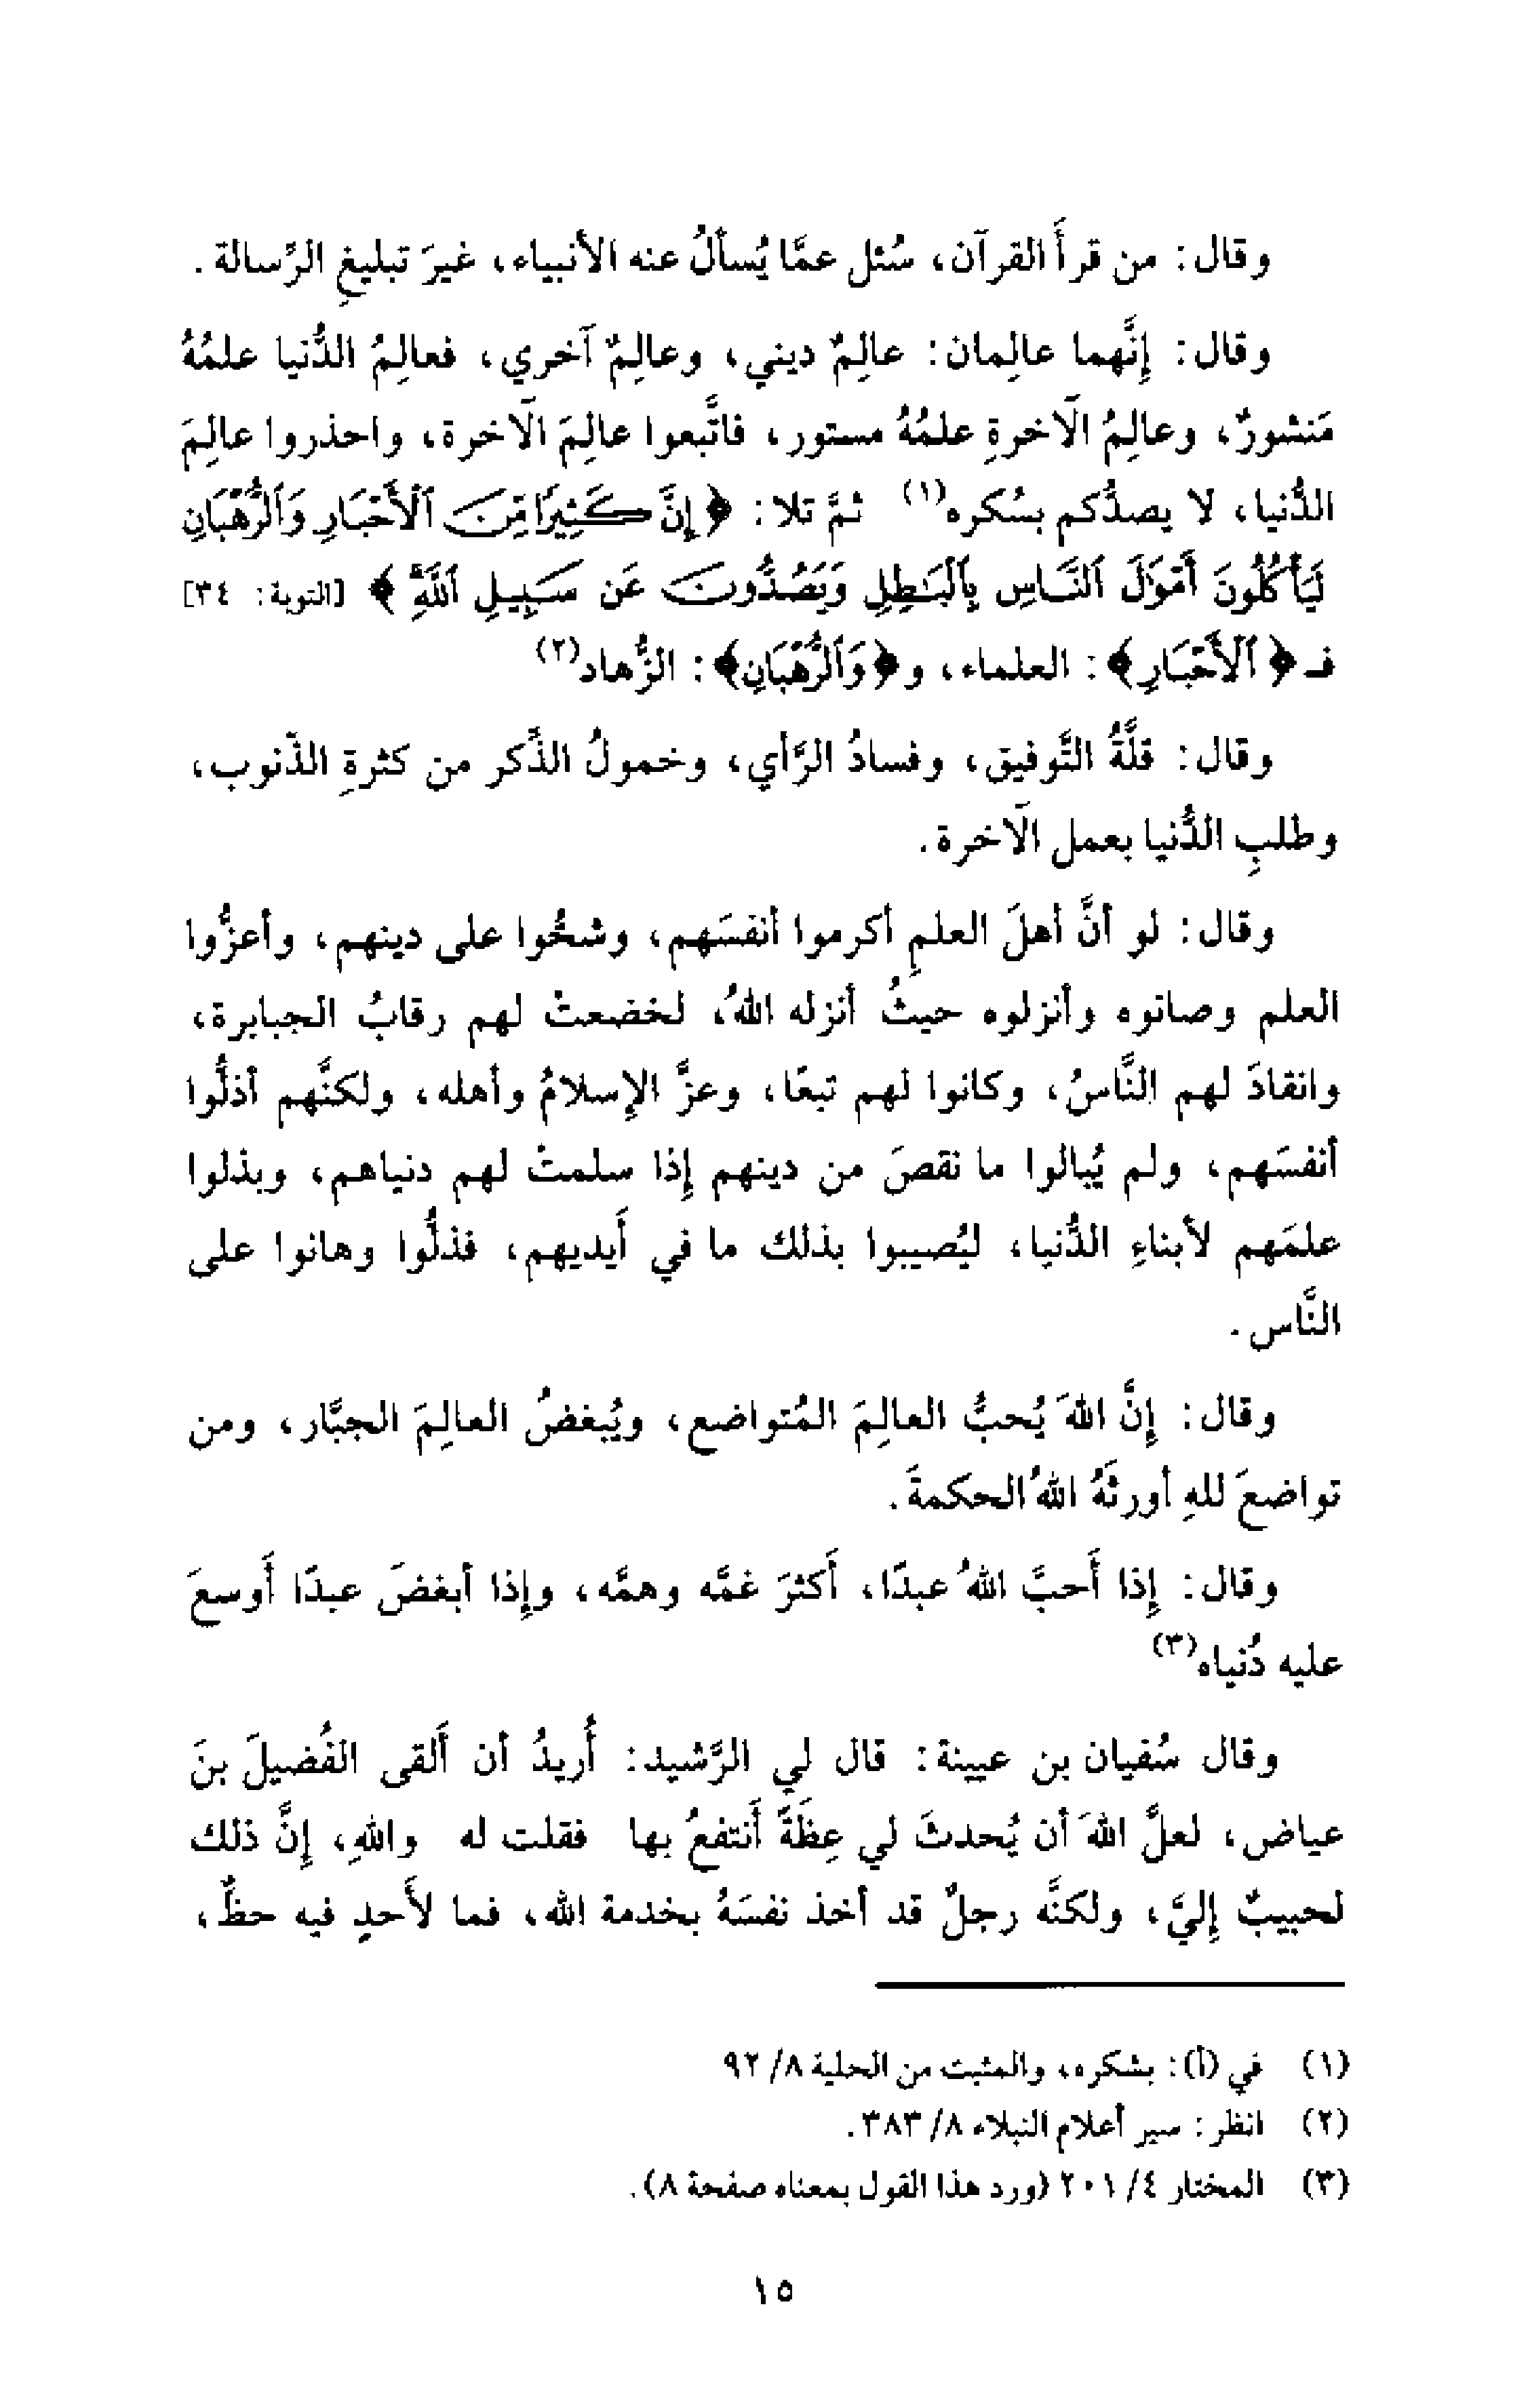 وقال : من قرأَ القرآن، سُئل عمَّا يُسألُ عنه الأنبياء، غيرَ تبليغِ الرِّسالة .
وقال : إنَّهما عالِمان : عالِمٌ ديني، وعالِمٌ آخري، فعالِمُ الدُّنيا علمُهُ
مَنشورٌ، وعالِمُ الآخرةِ علمُهُ مستور، فاتَّبعوا عالِمَ الآخرة، واحذروا عالِمَ
الدُّنيا، لا يصدُّكم بسُكره(١) ثمَّ تلا : ﴿ إِنَّ كَثِيرًا مِّنَ ٱلْأَحْبَارِ وَٱلرُّهْبَانِ
لَيَأْكُلُونَ أَمْوَٰلَ ٱلنَّاسِ بِٱلْبَـٰطِلِ وَيَصُدُّونَ عَن سَبِيلِ ٱللَّهِ ﴾ [التوبة: ٣٤]
فـ ﴿ ٱلْأَحْبَارِ ﴾ : العلماء، و﴿ وَٱلرُّهْبَانِ ﴾ : الزُّهاد(٢)
وقال : قلَّةُ التَّوفيق، وفسادُ الرَّأي، وخمولُ الذِّكر من كثرةِ الذّنوب،
وطلبِ الدُّنيا بعمل الآخرة .
وقال : لو أنَّ أهلَ العلمِ أكرموا أنفسَهم، وشحُّوا على دينهم، وأعزُّوا
العلم وصانوه وأنزلوه حيثُ أنزله اللهُ، لخضعتْ لهم رقابُ الجبابرة،
وانقادَ لهم النَّاسُ، وكانوا لهم تبعًا، وعزَّ الإسلامُ وأهله، ولكنَّهم أذلُّوا
أنفسَهم، ولم يُبالوا ما نقصَ من دينهم إذا سلمتْ لهم دنياهم، وبذلوا
علمَهم لأبناءِ الدُّنيا، ليُصيبوا بذلك ما في أَيديهم، فذلُّوا وهانوا على
النَّاس .
وقال : إنَّ اللهَ يُحبُّ العالِمَ المُتواضع، ويُبغضُ العالِمَ الجبَّار، ومن
تواضعَ للهِ أورثَهُ اللهُ الحكمةَ .
وقال : إذا أَحبَّ اللهُ عبدًا، أَكثرَ غمَّه وهمَّه، وإذا أبغضَ عبدًا أَوسعَ
عليه دُنياه(٣)
وقال سُفيان بن عيينة : قال لي الرَّشيد : أُريدُ أن أَلقى الفُضيلَ بنَ
عياض، لعلَّ اللهَ أن يُحدثَ لي عِظَةً أَنتفعُ بها فقلت له واللهِ، إنَّ ذلك
لحبيبٌ إليَّ، ولكنَّه رجلٌ قد أخذ نفسَهُ بخدمة الله، فما لأَحدٍ فيه حظٌّ،
(١) في (أ) : بشكره، والمثبت من الحلية ٨/ ٩٢
(٢) انظر : سير أعلام النبلاء ٨/ ٣٨٣.
(٣) المختار ٤/ ٢٠١ (ورد هذا القول بمعناه صفحة ٨).
١٥